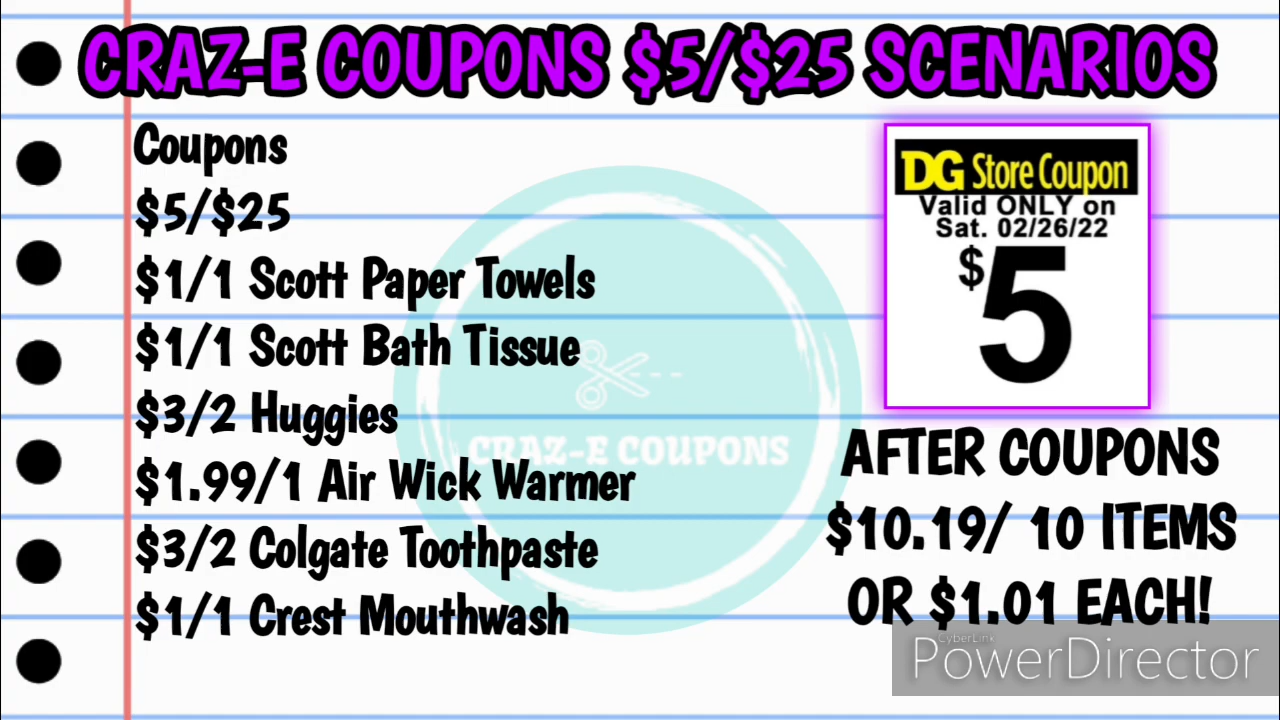 CRAZ-E COUPONS $5/$25 SCENARIOS
Coupons
$5/$25
$1/1 Scott Paper Towels
$1/1 Scott Bath Tissue
$3/2 Huggies
$1.99/1 Air Wick Warmer
$3/2 Colgate Toothpaste
$1/1 Crest Mouthwash
CRAZ-E COUPONS
DG Store Coupon
Valid ONLY on
Sat. 02/26/22
$5
AFTER COUPONS
$10.19/ 10 ITEMS
OR $1.01 EACH!
CyberLink
PowerDirector